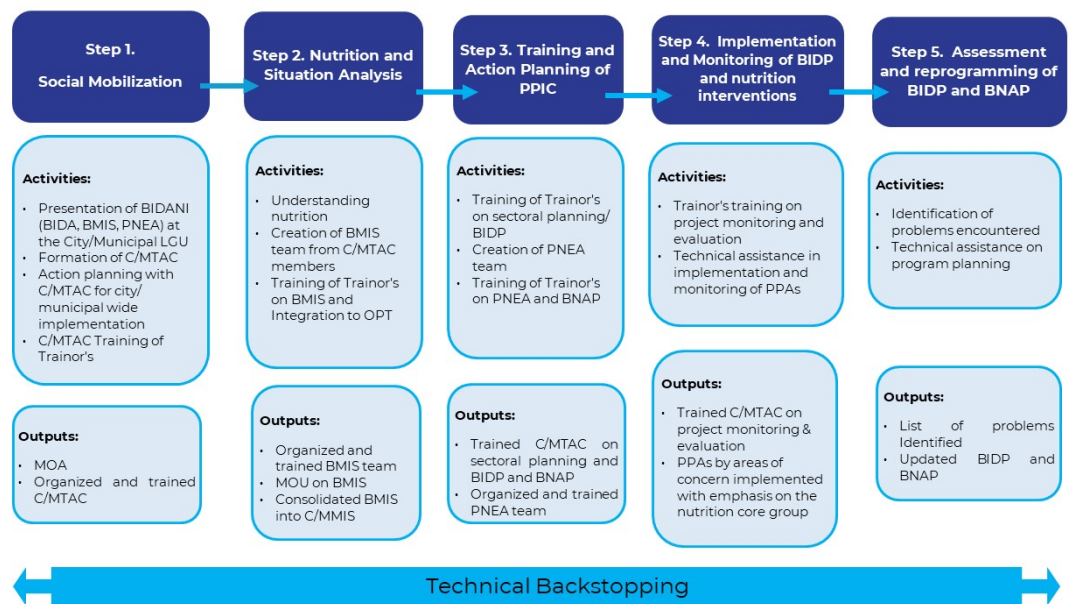 Step 1.
Social Mobilization
Step 2. Nutrition and
Situation Analysis
Step 3. Training and
Action Planning of
PPIC
Step 4. Implementation
and Monitoring of BIDP
and nutrition
interventions
Step 5. Assessment
and reprogramming of
BIDP and BNAP
Activities:
• Presentation of BIDANI
(BIDA, BMIS, PNEA) at
the City/Municipal LGU
• Formation of C/MTAC
• Action planning with
C/MTAC for city/
municipal wide
implementation
• C/MTAC Training of
Trainor's
Activities:
• Understanding
nutrition
• Creation of BMIS
team from C/MTAC
members
• Training of Trainor's
on BMIS and
Integration to OPT
Activities:
• Training of Trainor's
on sectoral planning/
BIDP
• Creation of PNEA
team
• Training of Trainor's
on PNEA and BNAP
Activities:
• Trainor's training on
project monitoring and
evaluation
• Technical assistance in
implementation and
monitoring of PPAs
Activities:
• Identification of
problems encountered
• Technical assistance on
program planning
Outputs:
• MOA
• Organized and trained
C/MTAC
Outputs:
• Organized and
trained BMIS team
• MOU on BMIS
• Consolidated BMIS
into C/MMIS
Outputs:
• Trained C/MTAC on
sectoral planning and
BIDP and BNAP
• Organized and trained
PNEA team
Outputs:
• Trained C/MTAC on
project monitoring &
evaluation
• PPAs by areas of
concern implemented
with emphasis on the
nutrition core group
Outputs:
• List of problems
Identified
• Updated BIDP and
BNAP
Technical Backstopping